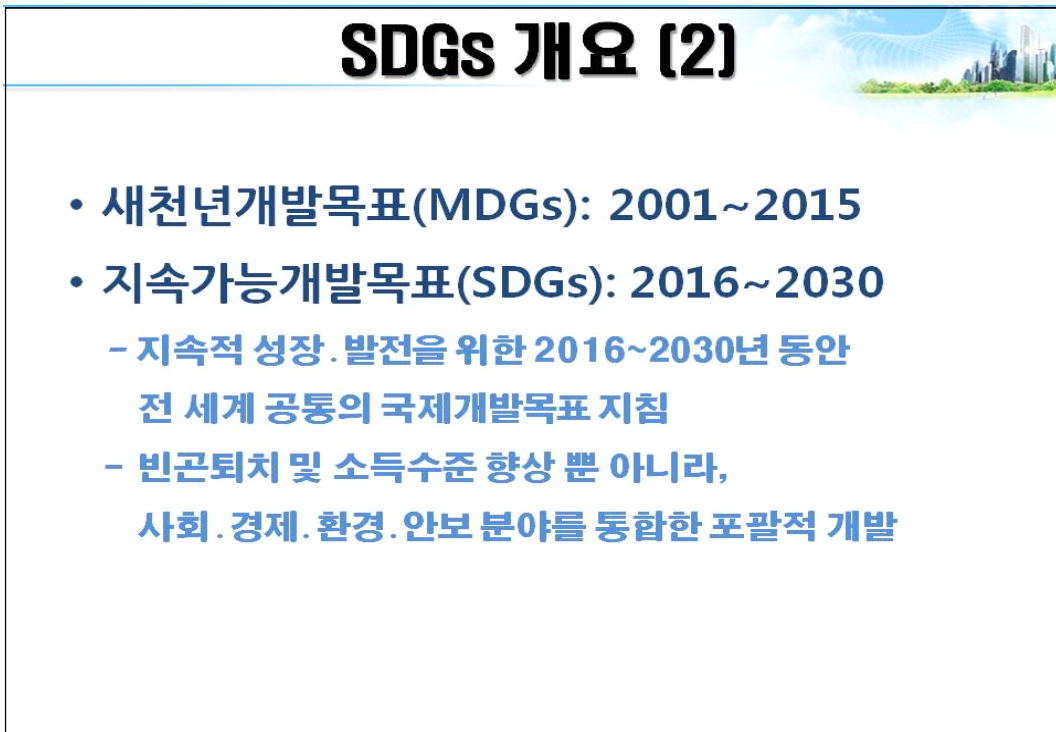 SDGs 개요 (2)
• 새천년개발목표(MDGs): 2001~2015
• 지속가능개발목표(SDGs): 2016~2030
- 지속적 성장.발전을 위한 2016~2030년 동안
전 세계 공통의 국제개발목표 지침
- 빈곤퇴치 및 소득수준 향상 뿐 아니라,
사회.경제.환경.안보 분야를 통합한 포괄적 개발